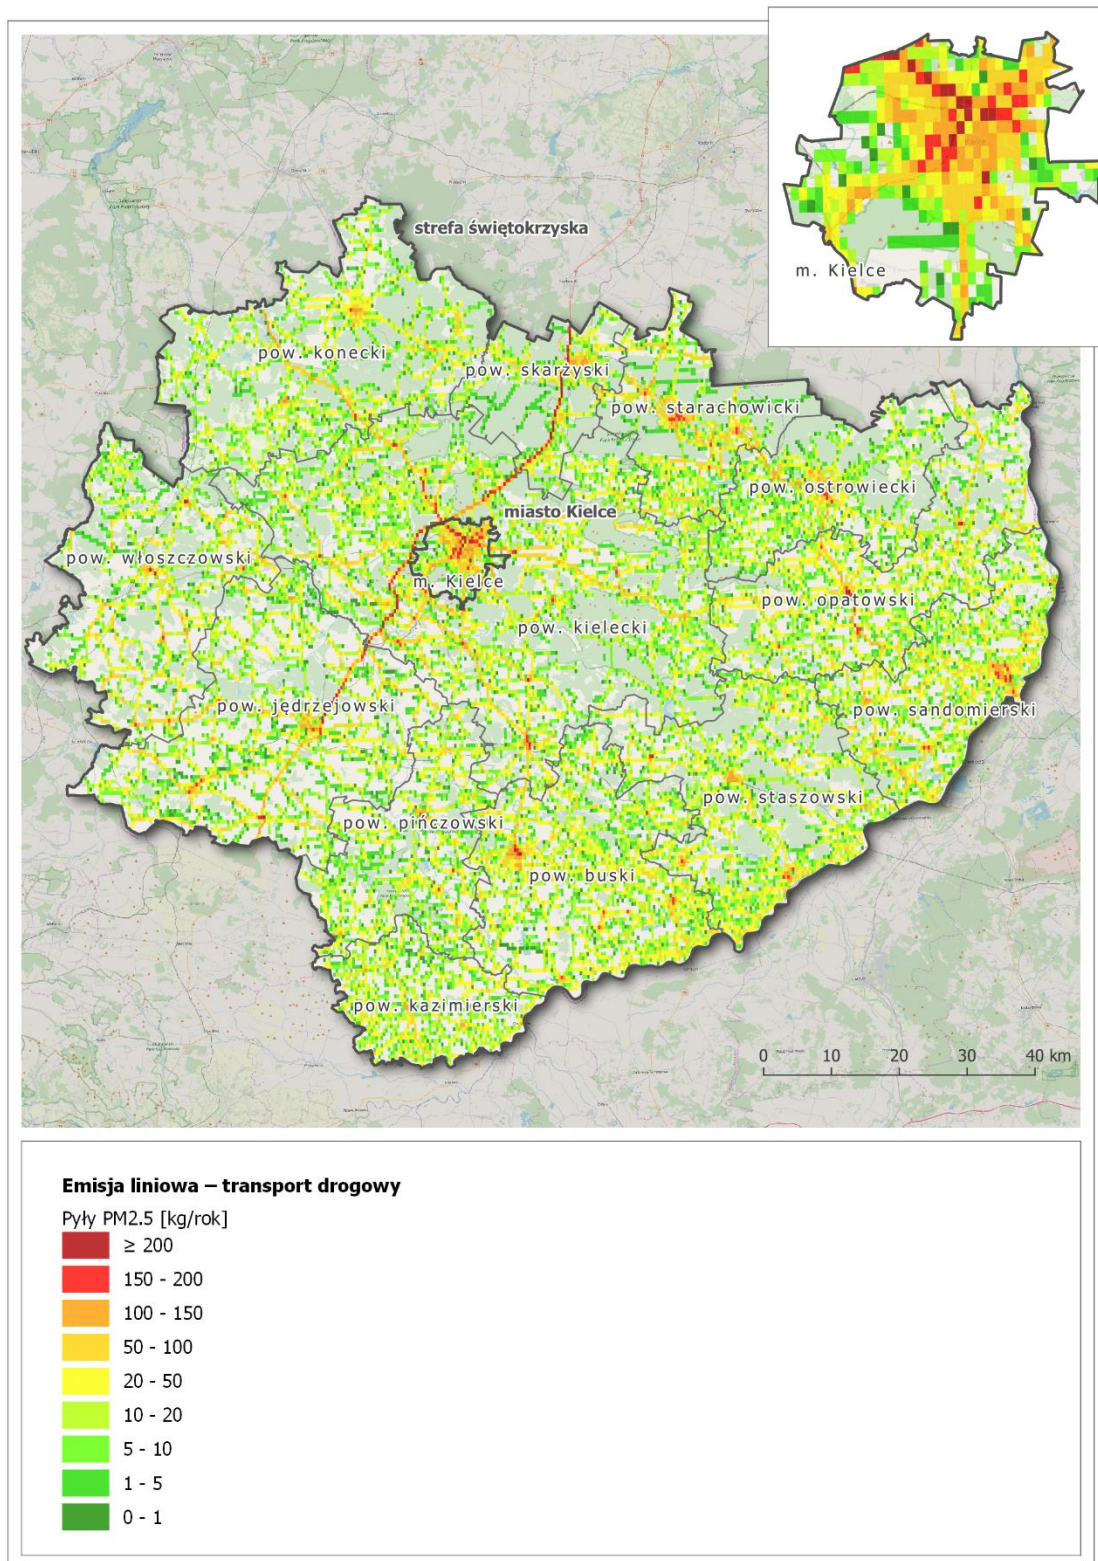 m. Kielce
strefa świętokrzyska
pow. konecki
pow. skarżyski
pow. starachowicki
pow. ostrowiecki
miasto Kielce
pow. włoszczowski
m. Kielce
pow. opatowski
pow. kielecki
pow. jędrzejowski
pow. sandomierski
pow. staszowski
pow. pińczowski
pow. buski
pow. kazimierski
0 10 20 30 40 km
Emisja liniowa – transport drogowy
Pyły PM2.5 [kg/rok]
≥ 200
150 - 200
100 - 150
50 - 100
20 - 50
10 - 20
5 - 10
1 - 5
0 - 1